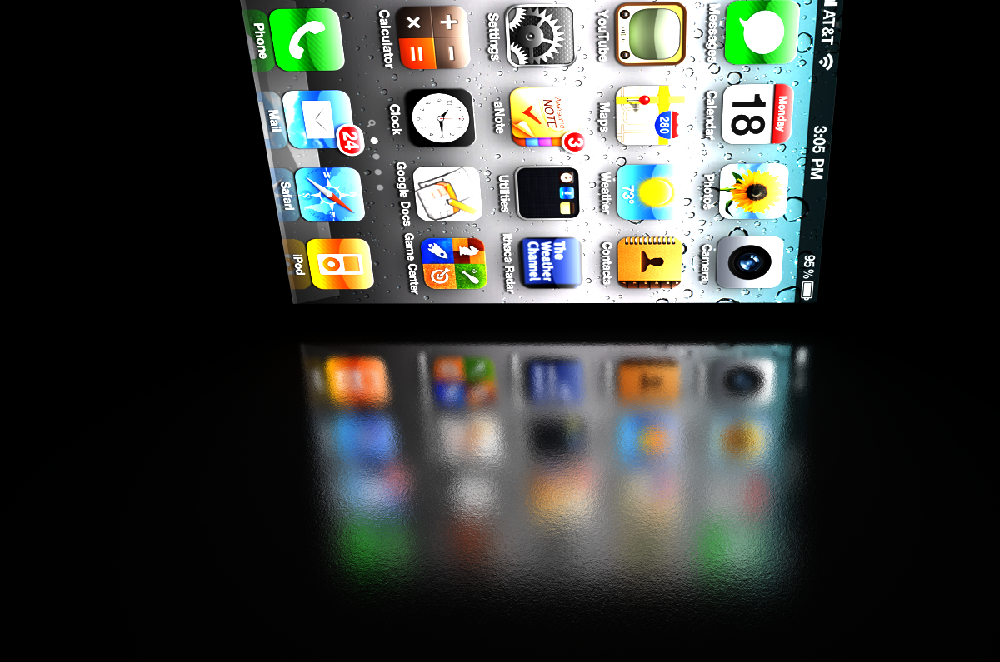 AT&T 3:05 PM 95%
Monday
18
Messages Calendar Photos Camera
280
73°
YouTube Maps Weather Contacts
Awesome
NOTE
3
The
Weather
Channel
Settings aNote Utilities Ithaca Radar
Calculator Clock Google Docs Game Center
24
Phone Mail Safari iPod